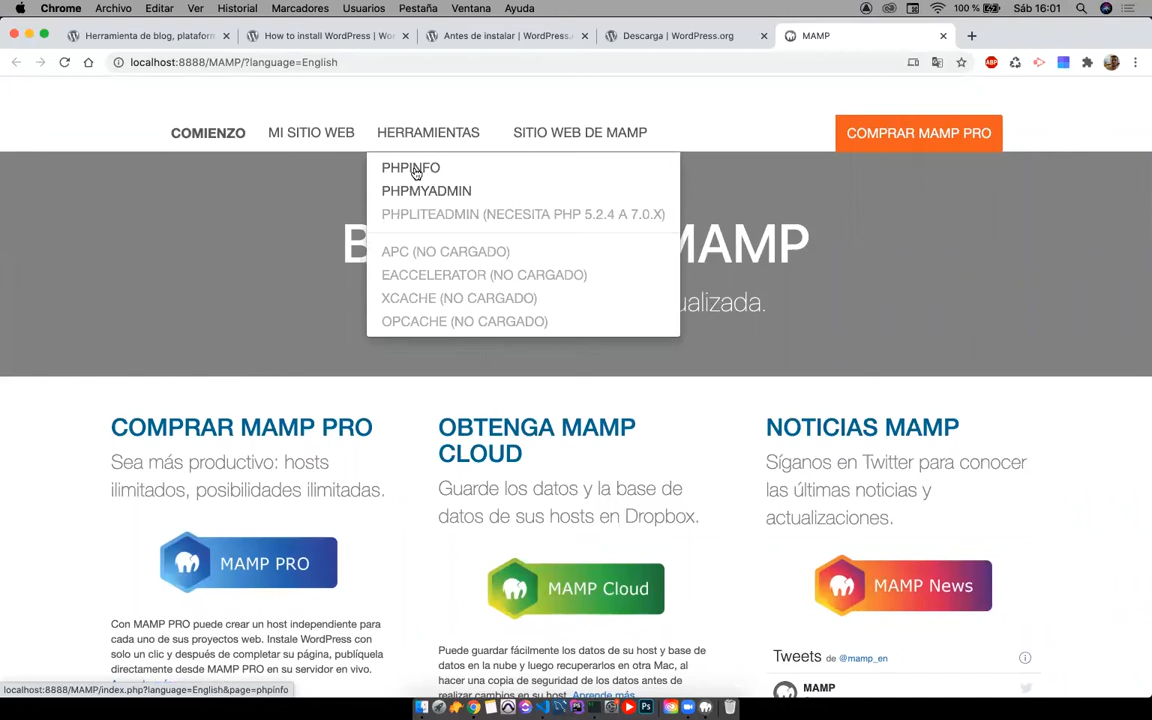 Chrome Archivo Editar Ver Historial Marcadores Usuarios Pestaña Ventana Ayuda 100 % Sáb 16:01
Herramienta de blog, plataform
How to install WordPress | Wo
Antes de instalar | WordPress.
Descarga | WordPress.org
MAMP
localhost:8888/MAMP/?language=English
ABP
COMIENZO MI SITIO WEB HERRAMIENTAS SITIO WEB DE MAMP COMPRAR MAMP PRO
PHPINFO
PHPMYADMIN
PHPLITEADMIN (NECESITA PHP 5.2.4 A 7.0.X)
APC (NO CARGADO)
EACCELERATOR (NO CARGADO)
XCACHE (NO CARGADO)
OPCACHE (NO CARGADO)
B MAMP
ualizada.
COMPRAR MAMP PRO
Sea más productivo: hosts
ilimitados, posibilidades ilimitadas.
MAMP PRO
Con MAMP PRO puede crear un host independiente para
cada uno de sus proyectos web. Instale WordPress con
solo un clic y después de completar su página, publíquela
directamente desde MAMP PRO en su servidor en vivo.
OBTENGA MAMP
CLOUD
Guarde los datos y la base de
datos de sus hosts en Dropbox.
MAMP Cloud
Puede guardar fácilmente los datos de su host y base de
datos en la nube y luego recuperarlos en otra Mac, al
hacer una copia de seguridad de los datos antes de
realizar cambios en su host. Aprende más.
NOTICIAS MAMP
Síganos en Twitter para conocer
las últimas noticias y
actualizaciones.
MAMP News
Tweets de @mamp_en
MAMP
localhost:8888/MAMP/index.php?language=English&page=phpinfo